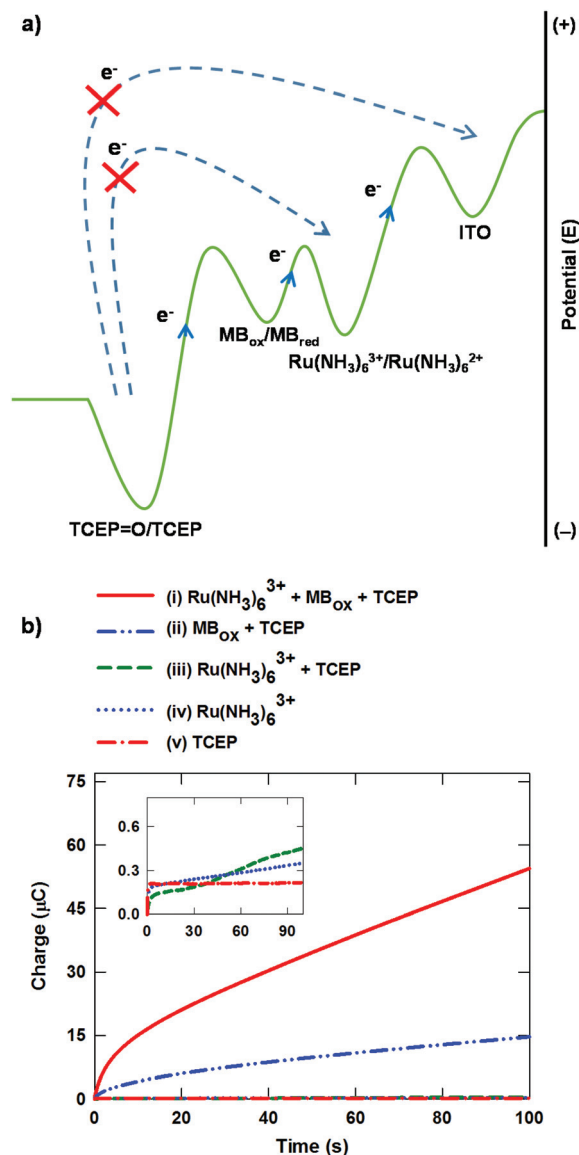 a)
(+)
e⁻
e⁻
e⁻
ITO
e⁻
MBox/MBred
Ru(NH3)6³⁺/Ru(NH3)6²⁺
e⁻
TCEP=O/TCEP
(–)
Potential (E)
b)
(i) Ru(NH3)6³⁺ + MBOX + TCEP
(ii) MBOX + TCEP
(iii) Ru(NH3)6³⁺ + TCEP
(iv) Ru(NH3)6³⁺
(v) TCEP
75
60
45
30
15
0
Charge (µC)
0.6
0.3
0.0
0 30 60 90
0 20 40 60 80 100
Time (s)